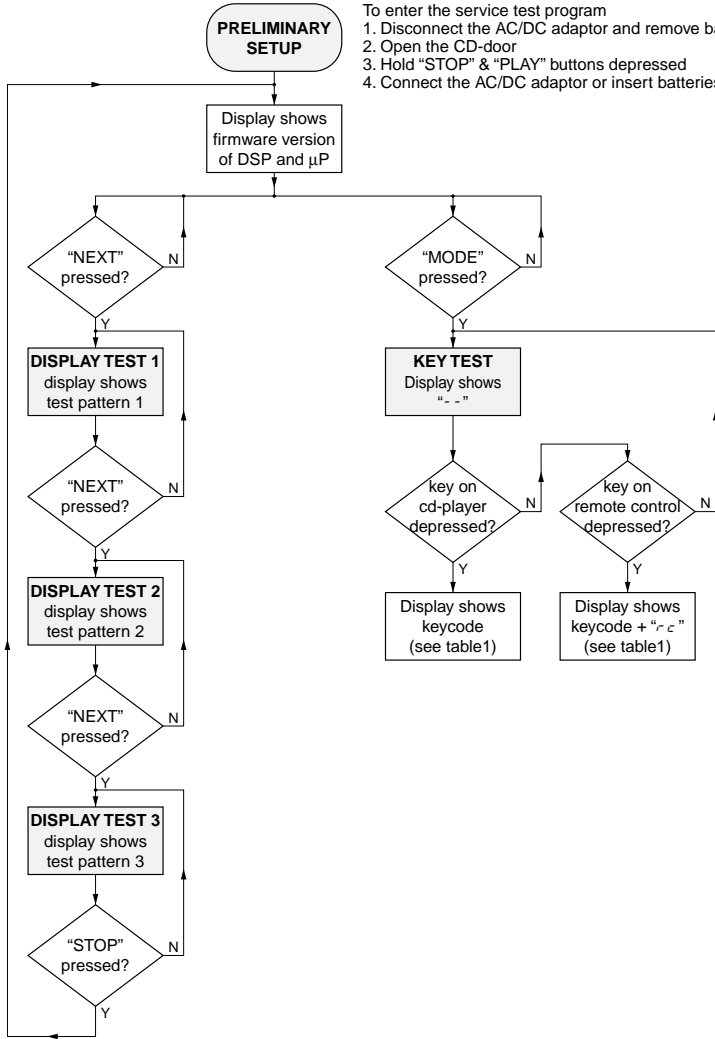 PRELIMINARY
SETUP
To enter the service test program
1. Disconnect the AC/DC adaptor and remove
2. Open the CD-door
3. Hold “STOP” & “PLAY” buttons depressed
4. Connect the AC/DC adaptor or insert batteries
Display shows
firmware version
of DSP and μP
“NEXT”
pressed?
N
Y
“MODE”
pressed?
N
Y
DISPLAY TEST 1
display shows
test pattern 1
KEY TEST
Display shows
“- -”
“NEXT”
pressed?
N
Y
key on
cd-player
depressed?
N
Y
key on
remote control
depressed?
N
Y
DISPLAY TEST 2
display shows
test pattern 2
Display shows
keycode
(see table1)
Display shows
keycode + “rc”
(see table1)
“NEXT”
pressed?
N
Y
DISPLAY TEST 3
display shows
test pattern 3
“STOP”
pressed?
N
Y